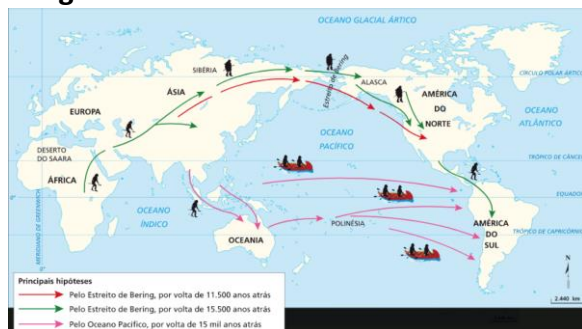 OCEANO GLACIAL ÁRTICO
SIBÉRIA
Estreito de Bering
ALASCA
CÍRCULO POLAR ÁRTICO
ÁSIA
AMÉRICA
DO
NORTE
EUROPA
OCEANO
ATLÂNTICO
OCEANO
PACÍFICO
DESERTO
DO SAARA
TRÓPICO DE CÂNCER
ÁFRICA
EQUADOR
MERIDIANO DE GREENWICH
OCEANO
ÍNDICO
OCEANIA
POLINÉSIA
AMÉRICA
DO
SUL
TRÓPICO DE CAPRICÓRNIO
N
2.440 km
Principais hipóteses
Pelo Estreito de Bering, por volta de 11.500 anos atrás
Pelo Estreito de Bering, por volta de 15.500 anos atrás
Pelo Oceano Pacífico, por volta de 15 mil anos atrás